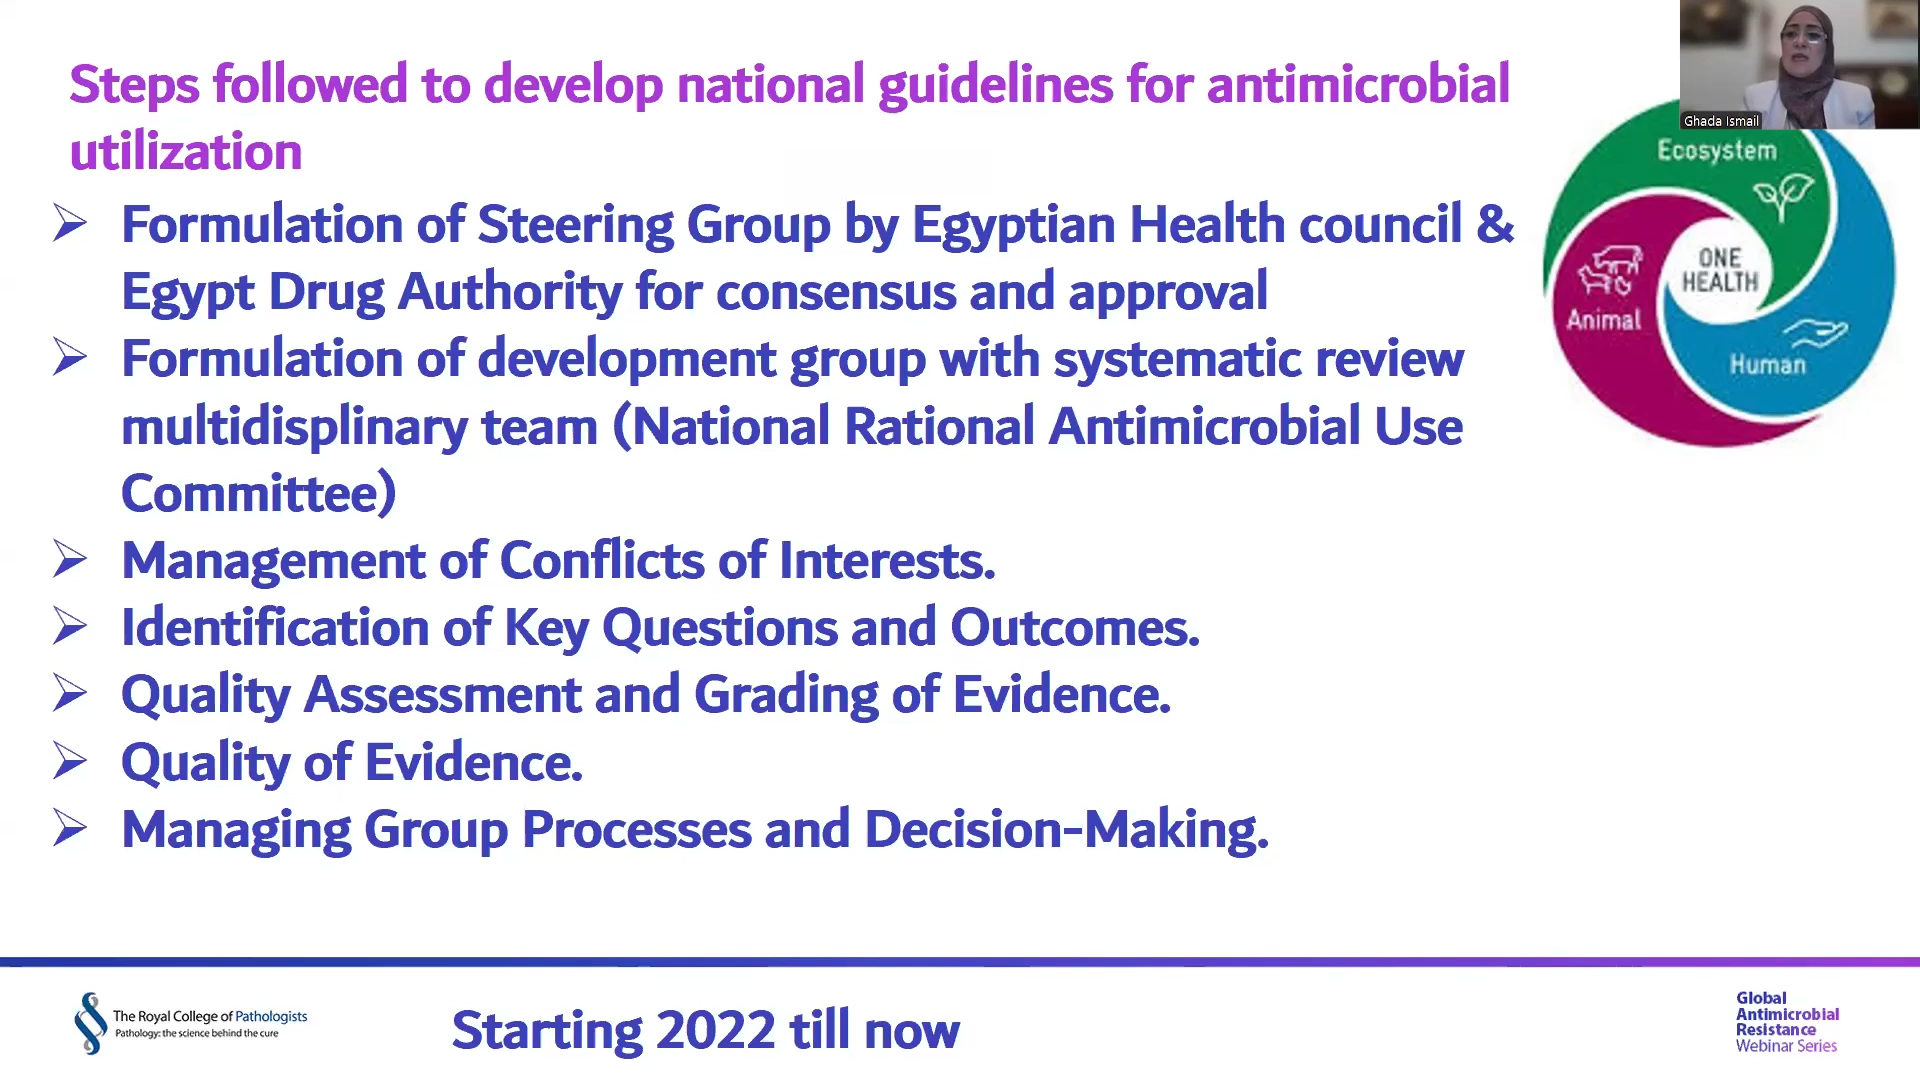 Steps followed to develop national guidelines for antimicrobial
utilization
Formulation of Steering Group by Egyptian Health council &
Egypt Drug Authority for consensus and approval
Formulation of development group with systematic review
multidisplinary team (National Rational Antimicrobial Use
Committee)
Management of Conflicts of Interests.
Identification of Key Questions and Outcomes.
Quality Assessment and Grading of Evidence.
Quality of Evidence.
Managing Group Processes and Decision-Making.
Ghada Ismail
Ecosystem
ONE
HEALTH
Animal
Human
The Royal College of Pathologists
Pathology: the science behind the cure
Starting 2022 till now
Global
Antimicrobial
Resistance
Webinar Series